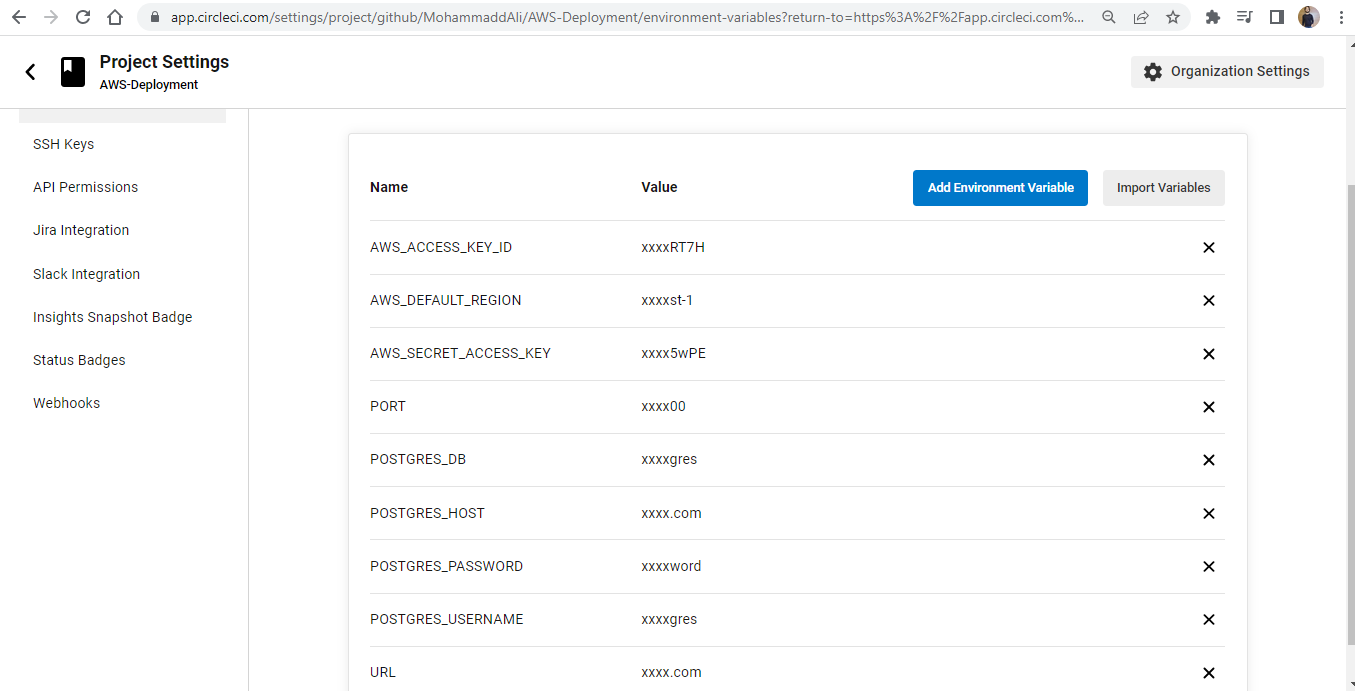 app.circleci.com/settings/project/github/MohammaddAli/AWS-Deployment/environment-variables?return-to=https%3A%2F%2Fapp.circleci.com%...
Project Settings
AWS-Deployment
Organization Settings
SSH Keys
API Permissions
Jira Integration
Slack Integration
Insights Snapshot Badge
Status Badges
Webhooks
Name Value Add Environment Variable Import Variables
AWS_ACCESS_KEY_ID xxxxRT7H
AWS_DEFAULT_REGION xxxxst-1
AWS_SECRET_ACCESS_KEY xxxx5wPE
PORT xxxx00
POSTGRES_DB xxxxgres
POSTGRES_HOST xxxx.com
POSTGRES_PASSWORD xxxxword
POSTGRES_USERNAME xxxxgres
URL xxxx.com